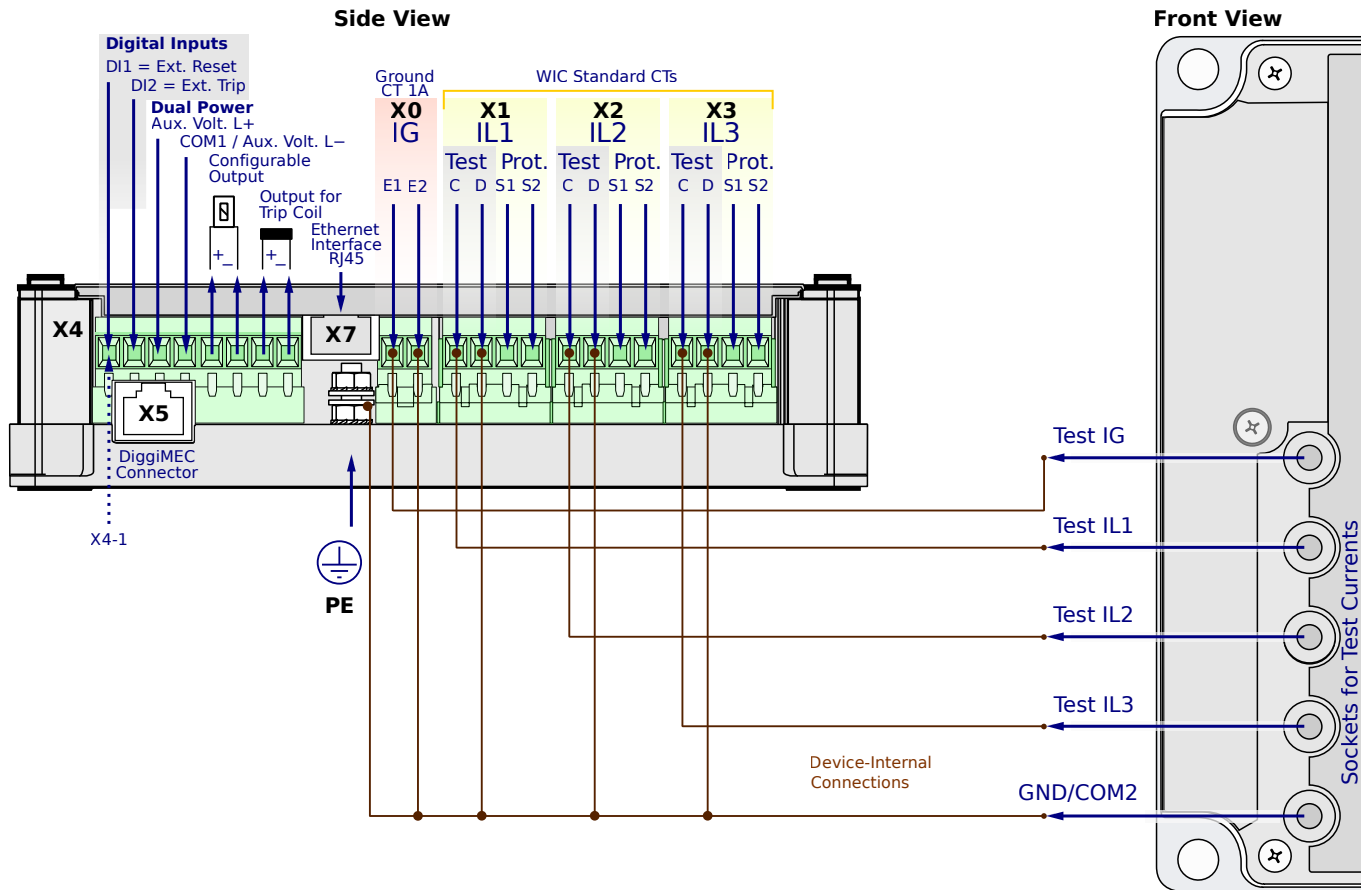 Side View
Front View
Digital Inputs
DI1 = Ext. Reset
DI2 = Ext. Trip
Dual Power
Aux. Volt. L+
COM1 / Aux. Volt. L−
Configurable
Output
Output for
Trip Coil
Ethernet
Interface
RJ45
+ −
+ −
Ground
CT 1A
X0
IG
E1 E2
WIC Standard CTs
X1
IL1
Test Prot.
C D S1 S2
X2
IL2
Test Prot.
C D S1 S2
X3
IL3
Test Prot.
C D S1 S2
X4
X7
X5
DiggiMEC
Connector
X4-1
PE
Test IG
Test IL1
Test IL2
Test IL3
GND/COM2
Device-Internal
Connections
Sockets for Test Currents